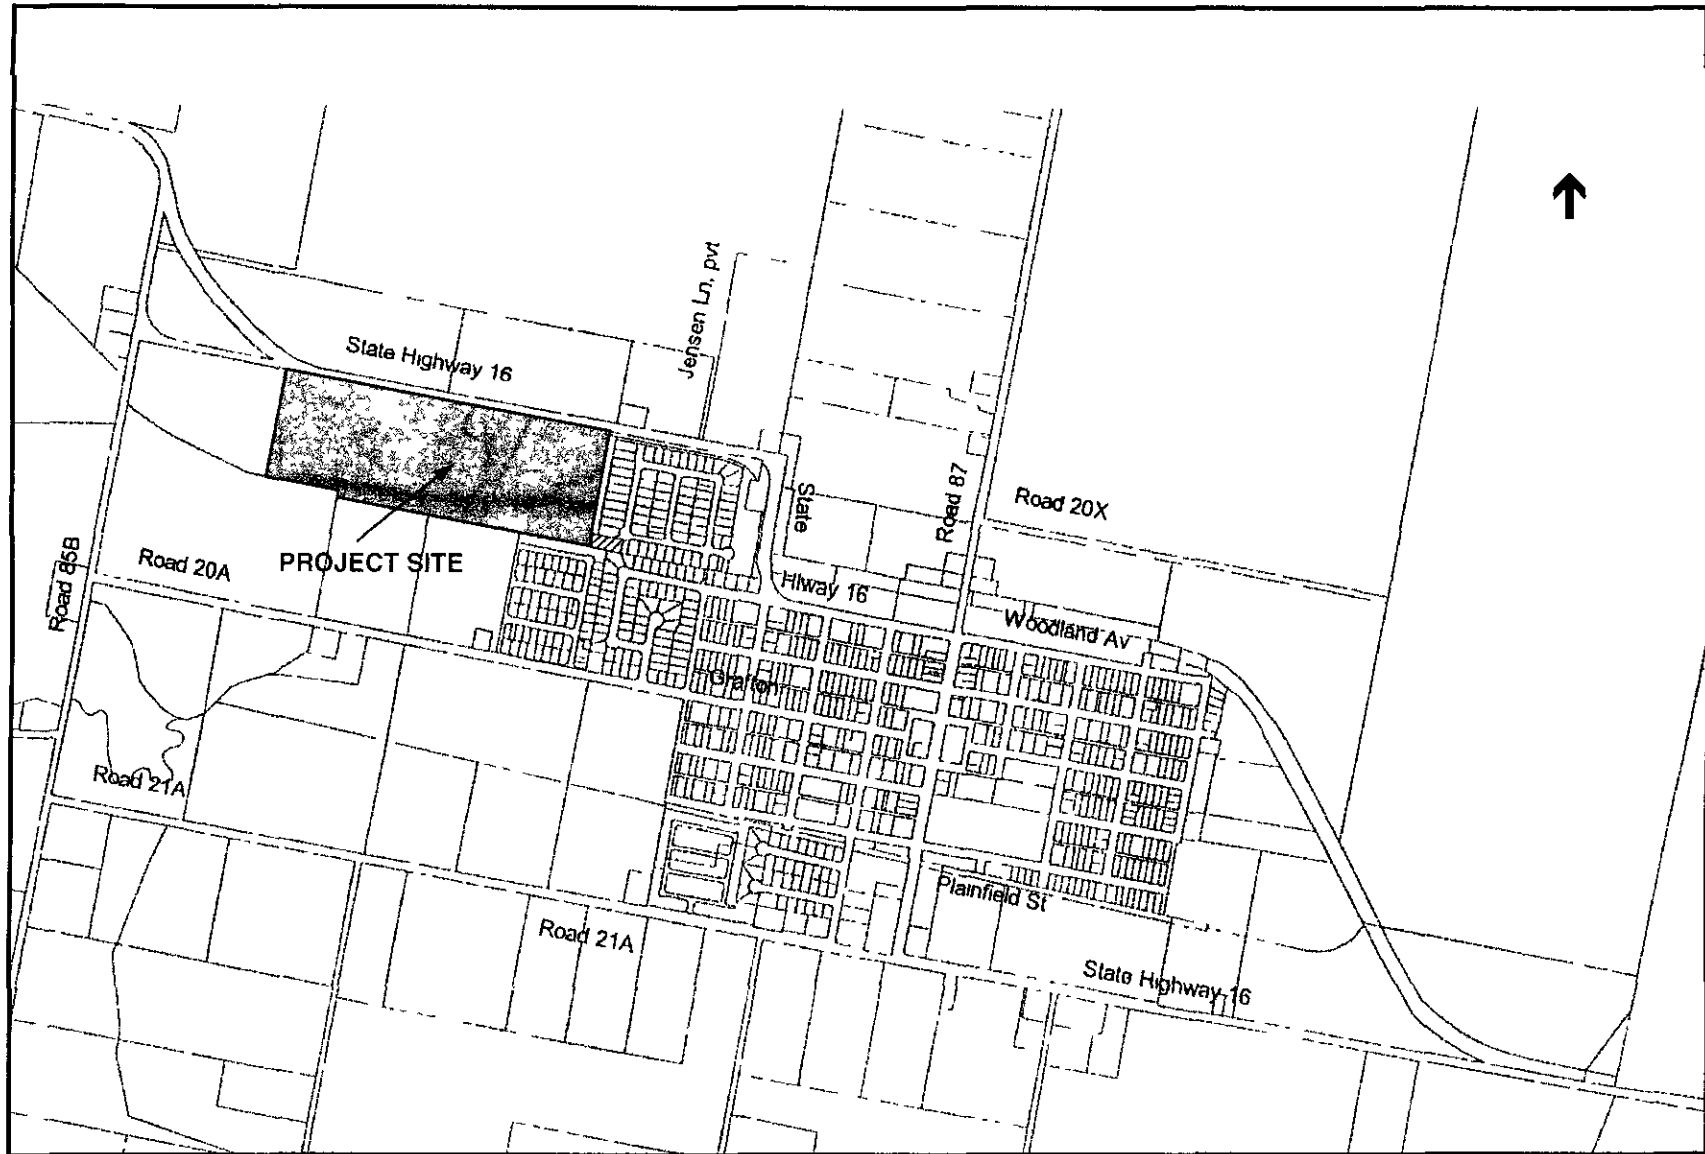 Jensen Ln, pvt
State Highway 16
Road 87
State
Road 20X
Road 85B
Road 20A
PROJECT SITE
Hiway 16
Woodland Av
Grafton
Road 21A
Plainfield St
Road 21A
State Highway 16